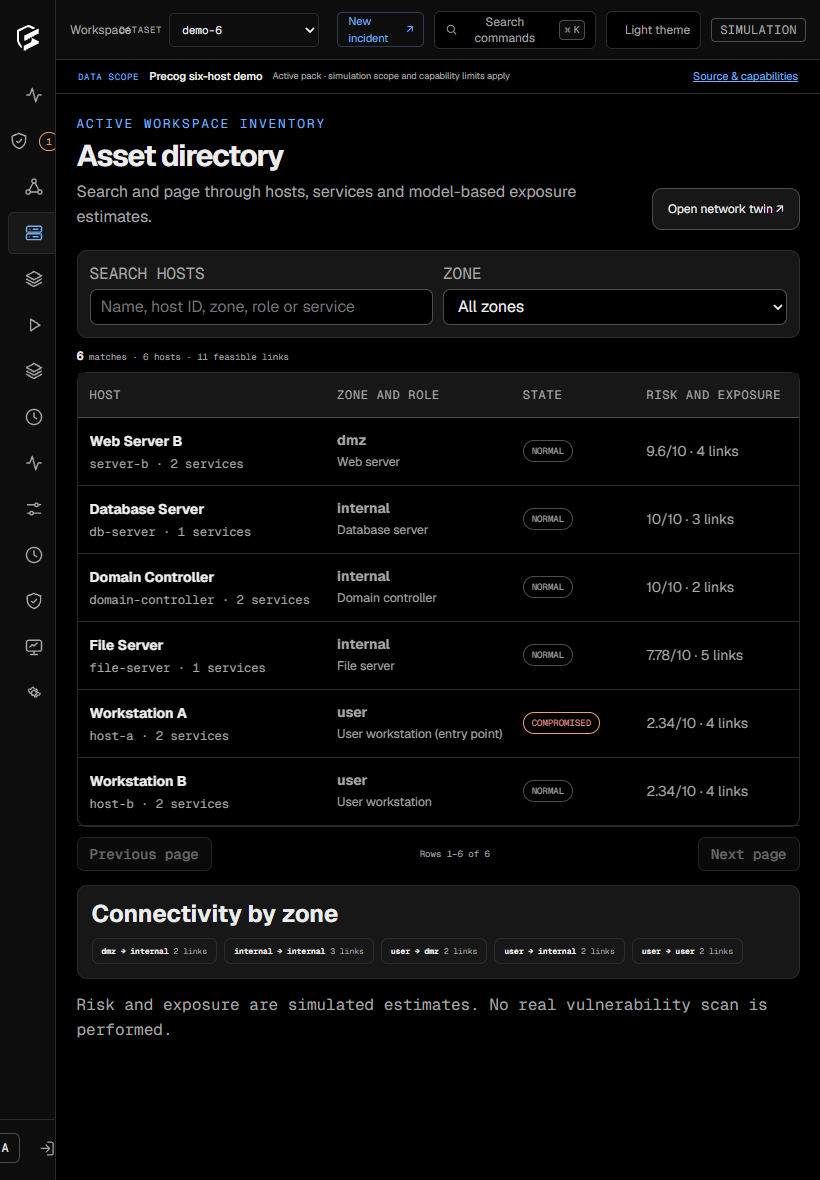 Workspace DATASET demo-6 New incident ↗ Search commands ⌘ K Light theme SIMULATION
DATA SCOPE Precog six-host demo Active pack · simulation scope and capability limits apply Source & capabilities
1
ACTIVE WORKSPACE INVENTORY
Asset directory
Search and page through hosts, services and model-based exposure
estimates.
Open network twin ↗
SEARCH HOSTS ZONE
Name, host ID, zone, role or service All zones
6 matches · 6 hosts · 11 feasible links
HOST ZONE AND ROLE STATE RISK AND EXPOSURE
Web Server B dmz NORMAL 9.6/10 · 4 links
server-b · 2 services Web server
Database Server internal NORMAL 10/10 · 3 links
db-server · 1 services Database server
Domain Controller internal NORMAL 10/10 · 2 links
domain-controller · 2 services Domain controller
File Server internal NORMAL 7.78/10 · 5 links
file-server · 1 services File server
Workstation A user COMPROMISED 2.34/10 · 4 links
host-a · 2 services User workstation (entry point)
Workstation B user NORMAL 2.34/10 · 4 links
host-b · 2 services User workstation
Previous page Rows 1–6 of 6 Next page
Connectivity by zone
dmz → internal 2 links internal → internal 3 links user → dmz 2 links user → internal 2 links user → user 2 links
Risk and exposure are simulated estimates. No real vulnerability scan is
performed.
A